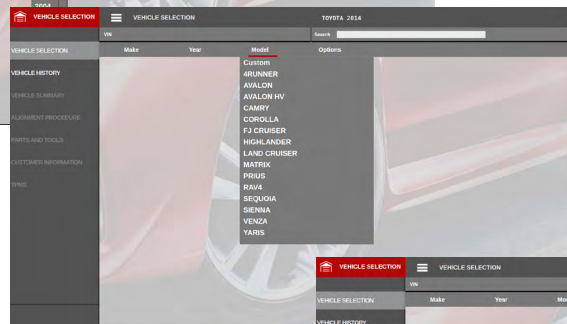 2004
VEHICLE SELECTION
VEHICLE SELECTION
TOYOTA 2014
VIN
Search
VEHICLE SELECTION
Make
Year
Model
Options
VEHICLE HISTORY
VEHICLE SUMMARY
ALIGNMENT PROCEDURE
PARTS AND TOOLS
CUSTOMER INFORMATION
TPMS
Custom
4RUNNER
AVALON
AVALON HV
CAMRY
COROLLA
FJ CRUISER
HIGHLANDER
LAND CRUISER
MATRIX
PRIUS
RAV4
SEQUOIA
SIENNA
VENZA
YARIS
VEHICLE SELECTION
VEHICLE SELECTION
VIN
VEHICLE SELECTION
Make
Year
Mod
VEHICLE HISTORY